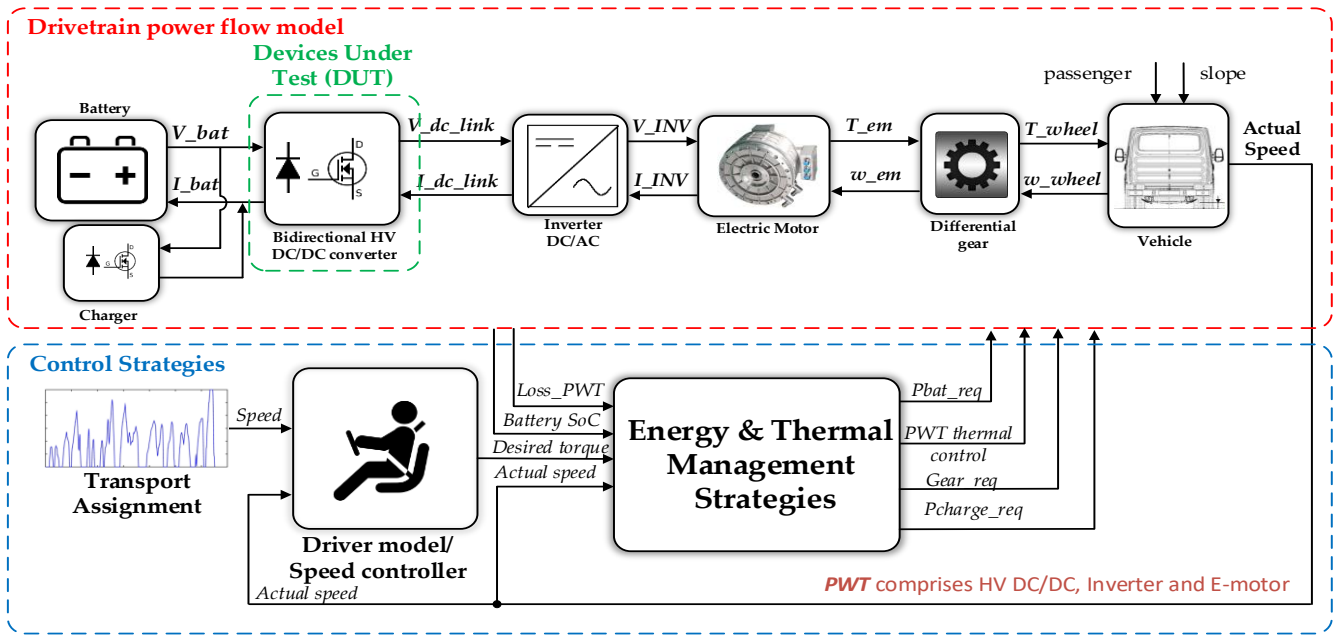 Drivetrain power flow model
Devices Under
Test (DUT)
passenger
slope
Battery
V_bat
I_bat
G
D
S
V_dc_link
I_dc_link
V_INV
I_INV
T_em
w_em
T_wheel
w_wheel
Actual
Speed
Bidirectional HV
DC/DC converter
Inverter
DC/AC
Electric Motor
Differential
gear
Vehicle
G
D
S
Charger
Control Strategies
Speed
Transport
Assignment
Driver model/
Speed controller
Actual speed
Loss_PWT
Battery SoC
Desired torque
Actual speed
Energy & Thermal
Management
Strategies
Pbat_req
PWT thermal
control
Gear_req
Pcharge_req
PWT comprises HV DC/DC, Inverter and E-motor